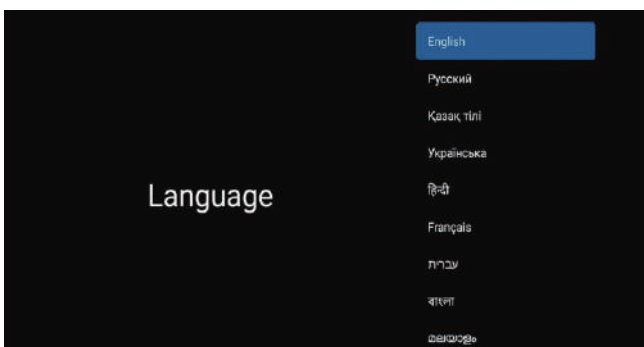 Language
English
Русский
Қазақ тілі
Українська
हिन्दी
Français
עברית
বাংলা
മലയാളം